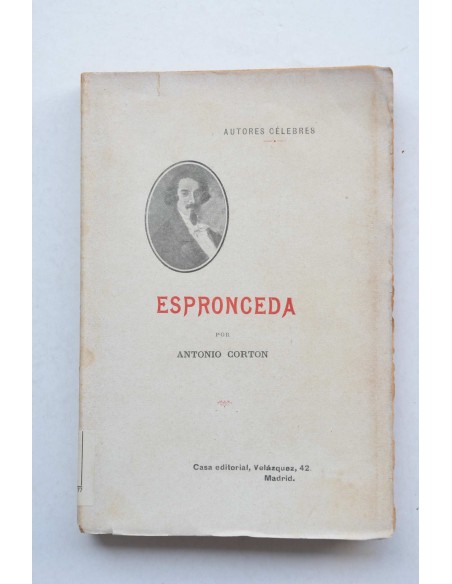 AUTORES CÉLEBRES
ESPRONCEDA
POR
ANTONIO CORTON
Casa editorial, Velázquez, 42
Madrid.